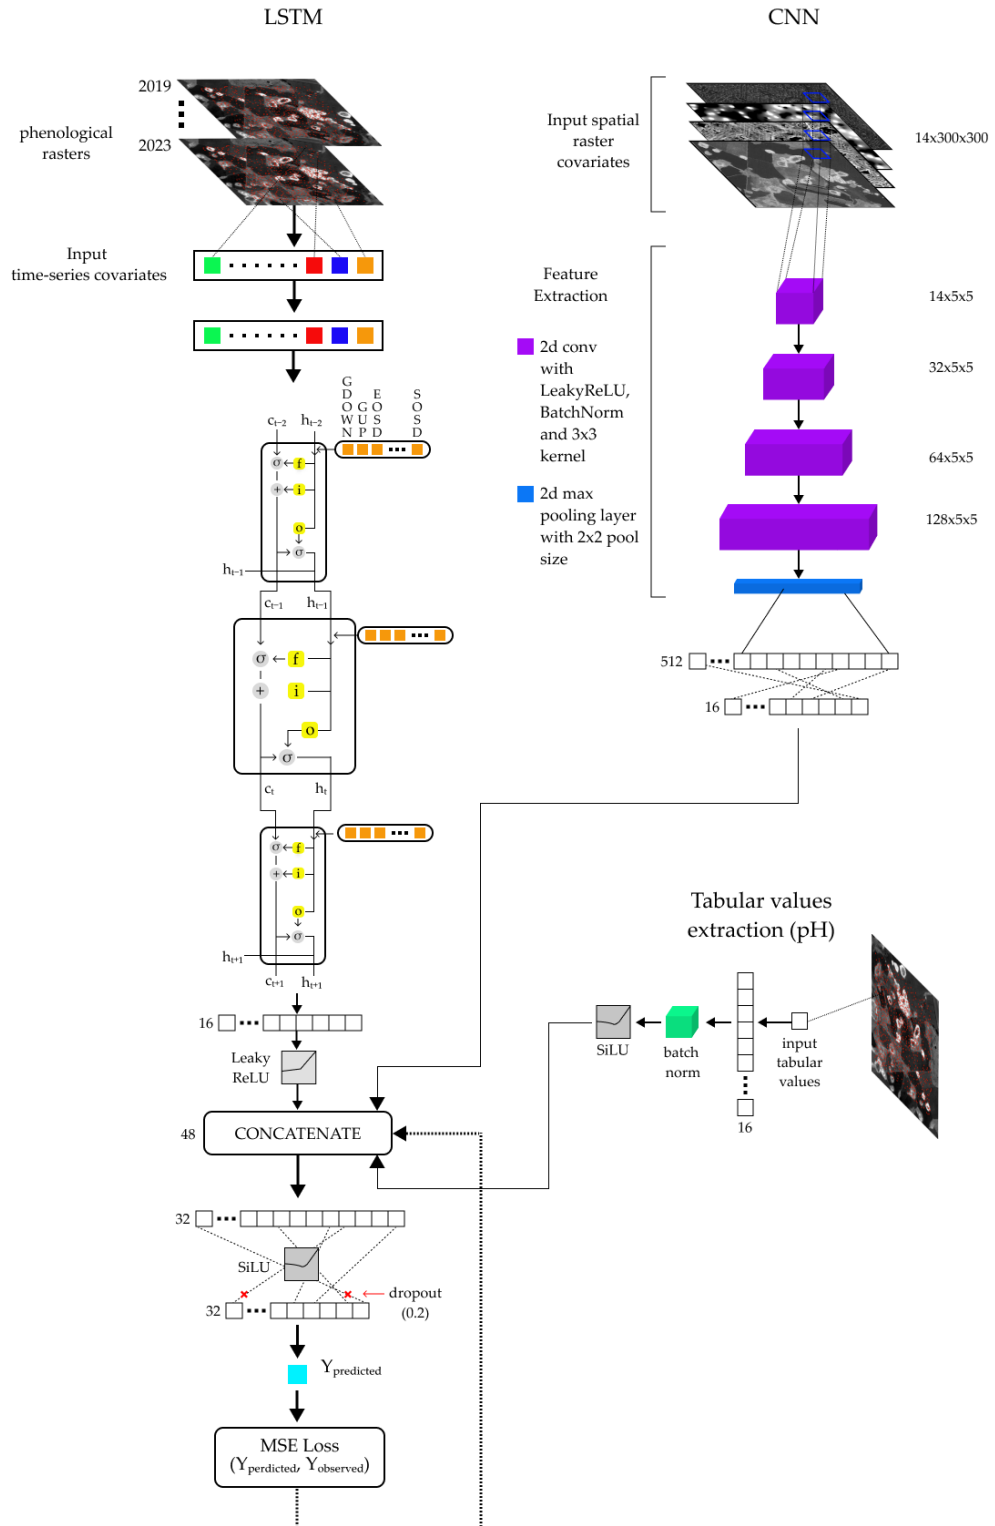 LSTM
CNN
2019
phenological
rasters
2023
Input
time-series covariates
G
D
O
W
N
G
U
P
E
O
S
D
S
O
S
D
cₜ₋₂
hₜ₋₂
σ
f
+
i
o
σ
hₜ₋₁
cₜ₋₁
hₜ₋₁
σ
f
+
i
o
σ
cₜ
hₜ
σ
f
+
i
o
σ
hₜ₊₁
cₜ₊₁
hₜ₊₁
16
Leaky
ReLU
48
CONCATENATE
32
SiLU
dropout
(0.2)
32
Y_predicted
MSE Loss
(Y_perdicted, Y_observed)
Input spatial
raster
covariates
14x300x300
Feature
Extraction
2d conv
with
LeakyReLU,
BatchNorm
and 3x3
kernel
2d max
pooling layer
with 2x2 pool
size
14x5x5
32x5x5
64x5x5
128x5x5
512
16
Tabular values
extraction (pH)
SiLU
batch
norm
input
tabular
values
16